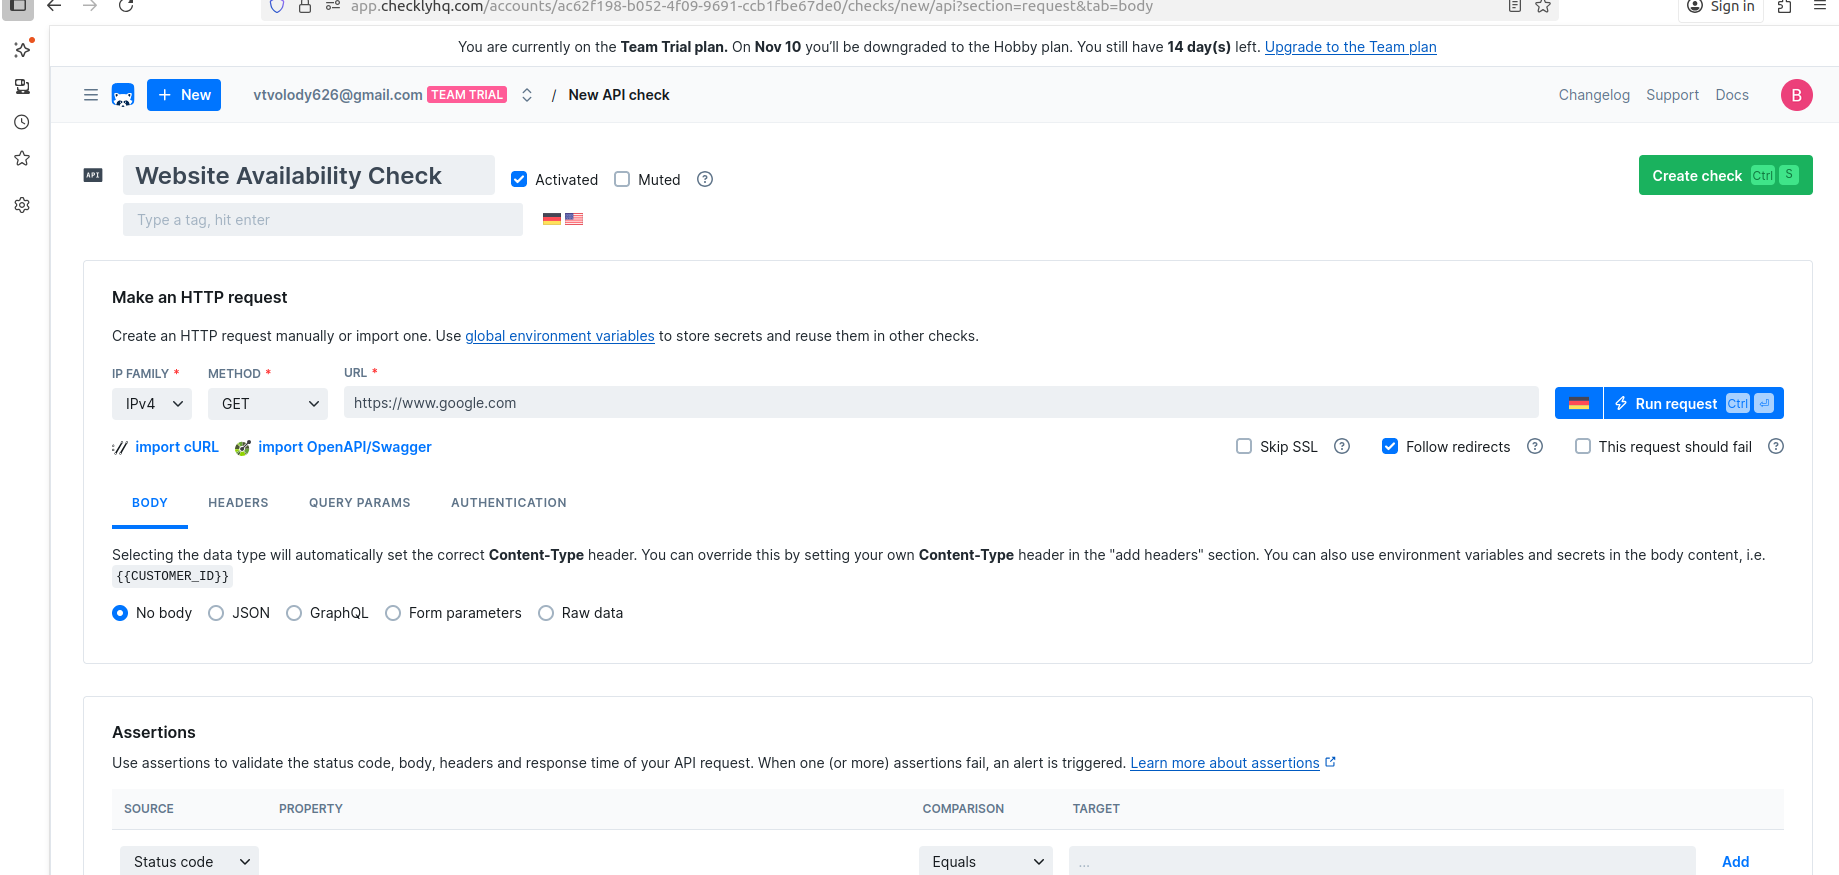 app.checklyhq.com/accounts/ac62f198-b052-4f09-9691-ccb1fbe67de0/checks/new/api?section=request&tab=body
Sign in
You are currently on the Team Trial plan. On Nov 10 you'll be downgraded to the Hobby plan. You still have 14 day(s) left. Upgrade to the Team plan
+ New
vtvolody626@gmail.com TEAM TRIAL / New API check
Changelog Support Docs B
API Website Availability Check
Activated Muted ?
Create check Ctrl S
Type a tag, hit enter
Make an HTTP request
Create an HTTP request manually or import one. Use global environment variables to store secrets and reuse them in other checks.
IP FAMILY * METHOD * URL *
IPv4 GET https://www.google.com Run request Ctrl ⏎
import cURL import OpenAPI/Swagger Skip SSL ? Follow redirects ? This request should fail ?
BODY HEADERS QUERY PARAMS AUTHENTICATION
Selecting the data type will automatically set the correct Content-Type header. You can override this by setting your own Content-Type header in the "add headers" section. You can also use environment variables and secrets in the body content, i.e.
{{CUSTOMER_ID}}
No body JSON GraphQL Form parameters Raw data
Assertions
Use assertions to validate the status code, body, headers and response time of your API request. When one (or more) assertions fail, an alert is triggered. Learn more about assertions
SOURCE PROPERTY COMPARISON TARGET
Status code Equals ... Add